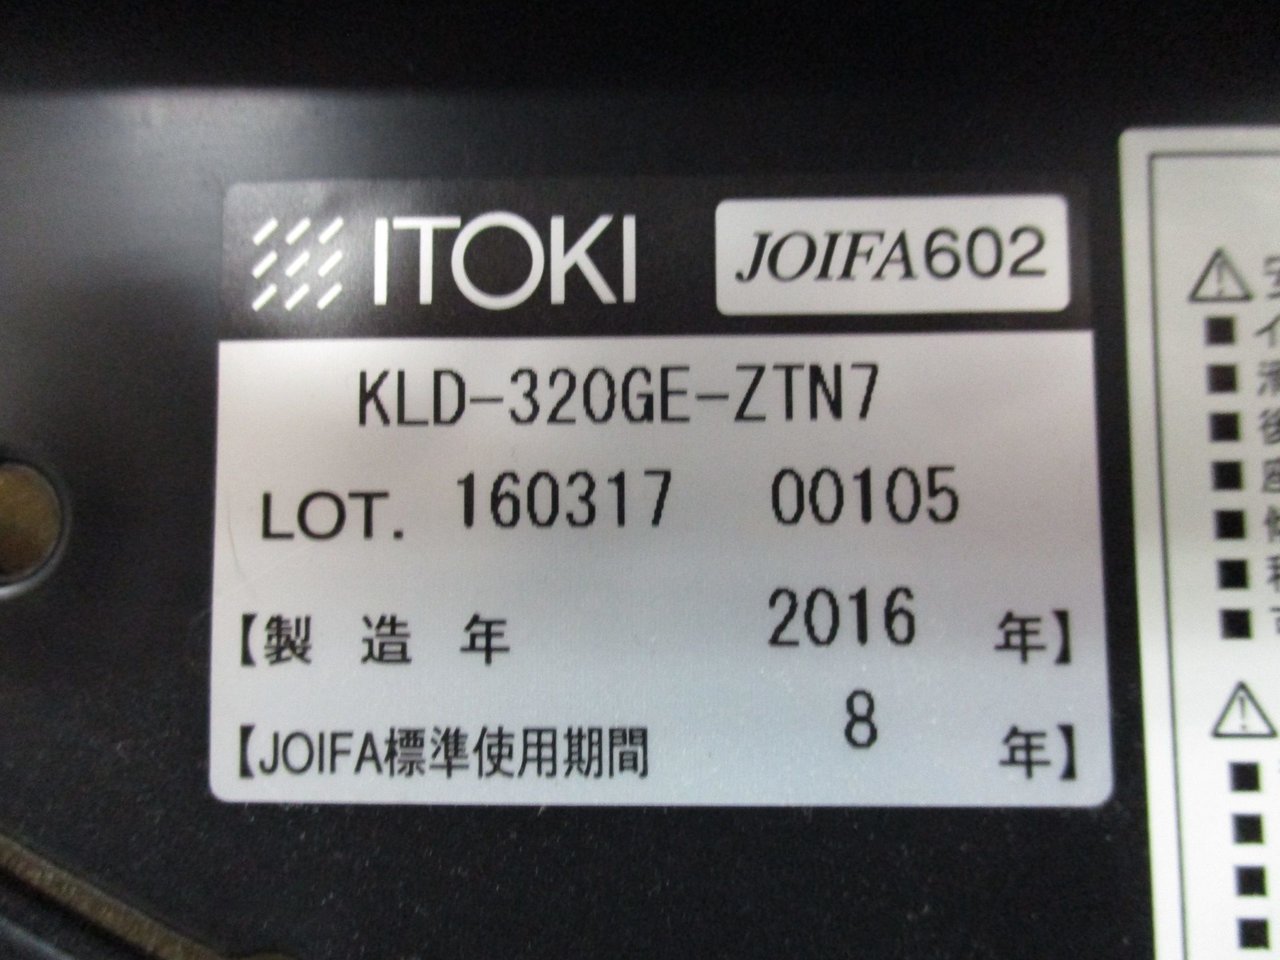 ITOKI JOIFA602
KLD-320GE-ZTN7
LOT. 160317 00105
【製造年 2016 年】
【JOIFA標準使用期間 8 年】